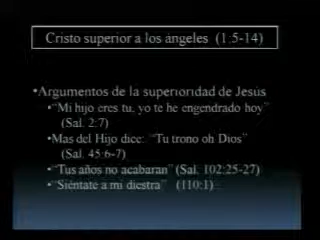 Cristo superior a los ángeles (1:5-14)
•Argumentos de la superioridad de Jesús
•“Mi hijo eres tu, yo te he engendrado hoy”
(Sal. 2:7)
•Mas del Hijo dice: “Tu trono oh Dios”
(Sal. 45:6-7)
•“Tus años no acabaran” (Sal. 102:25-27)
•“Siéntate a mi diestra” (110:1)